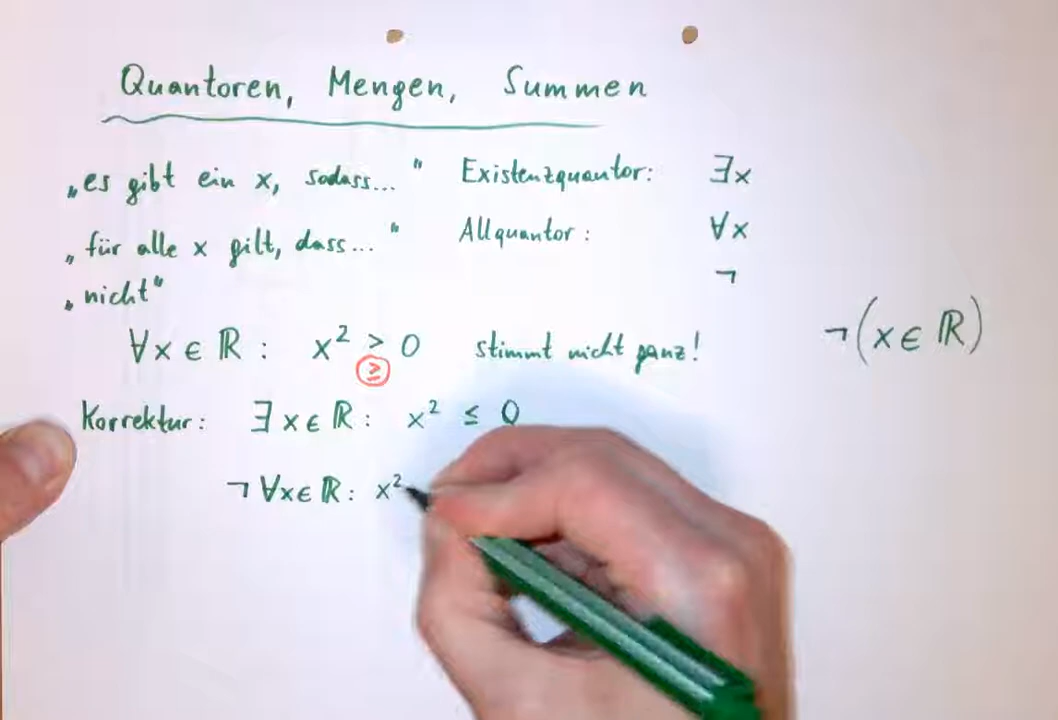 Quantoren, Mengen, Summen
„es gibt ein x, sodass..." Existenzquantor: ∃x
„für alle x gilt, dass..." Allquantor: ∀x
„nicht" ¬
∀x ∈ ℝ: x² > 0 stimmt nicht ganz! ¬(x ∈ ℝ)
≥
Korrektur: ∃x ∈ ℝ: x² ≤ 0
¬∀x ∈ ℝ: x²